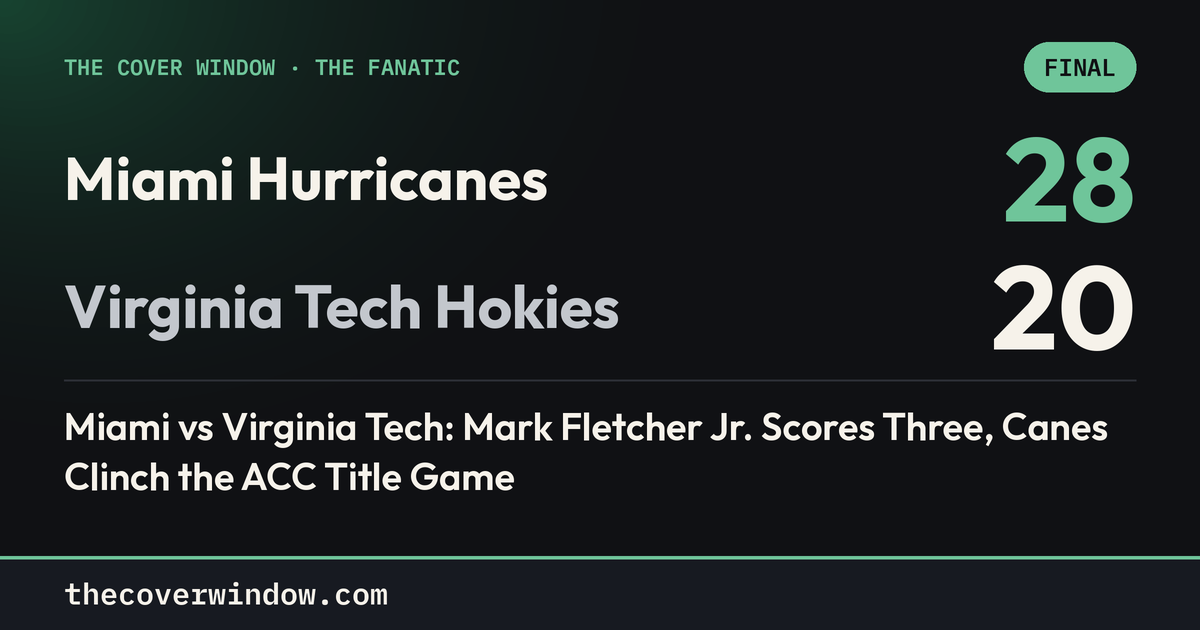 THE COVER WINDOW · THE FANATIC
FINAL
Miami Hurricanes
28
Virginia Tech Hokies
20
Miami vs Virginia Tech: Mark Fletcher Jr. Scores Three, Canes
Clinch the ACC Title Game
thecoverwindow.com